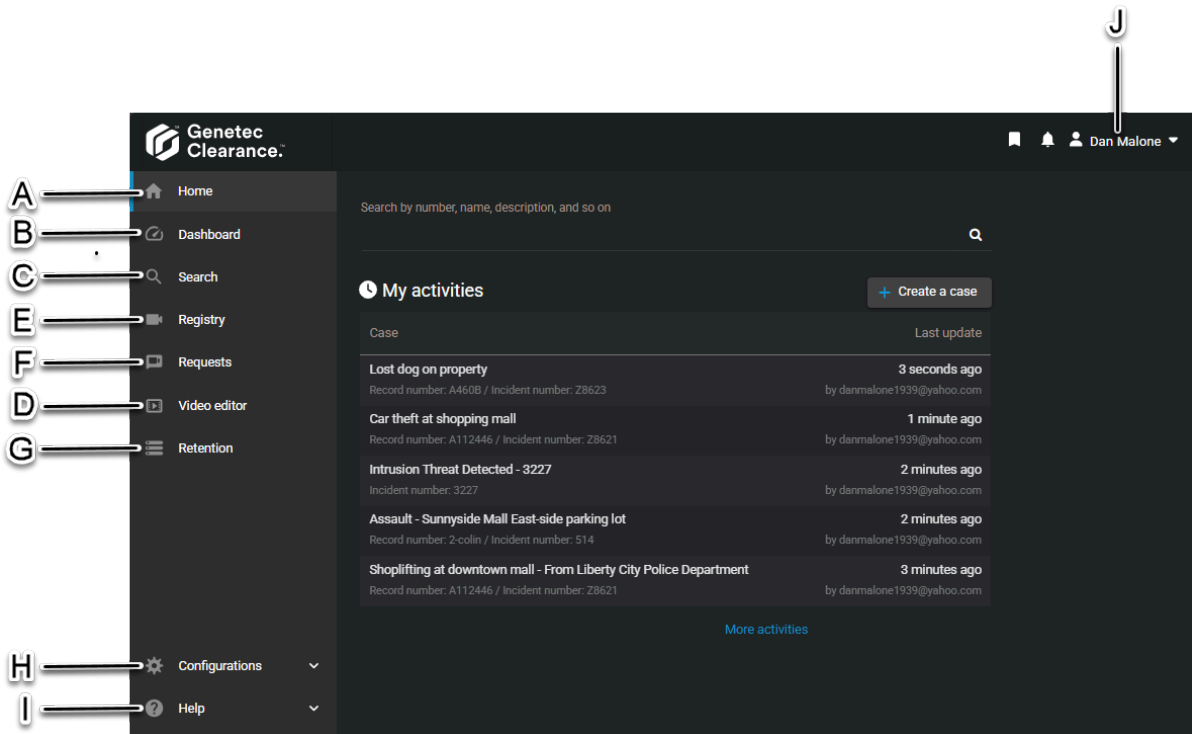 J
Genetec
Clearance.™
Dan Malone
A
Home
B
Dashboard
C
Search
E
Registry
F
Requests
D
Video editor
G
Retention
H
Configurations
I
Help
Search by number, name, description, and so on
My activities
+ Create a case
Case Last update
Lost dog on property 3 seconds ago
Record number: A460B / Incident number: Z8623 by danmalone1939@yahoo.com
Car theft at shopping mall 1 minute ago
Record number: A112446 / Incident number: Z8621 by danmalone1939@yahoo.com
Intrusion Threat Detected - 3227 2 minutes ago
Incident number: 3227 by danmalone1939@yahoo.com
Assault - Sunnyside Mall East-side parking lot 2 minutes ago
Record number: 2-colin / Incident number: 514 by danmalone1939@yahoo.com
Shoplifting at downtown mall - From Liberty City Police Department 3 minutes ago
Record number: A112446 / Incident number: Z8621 by danmalone1939@yahoo.com
More activities